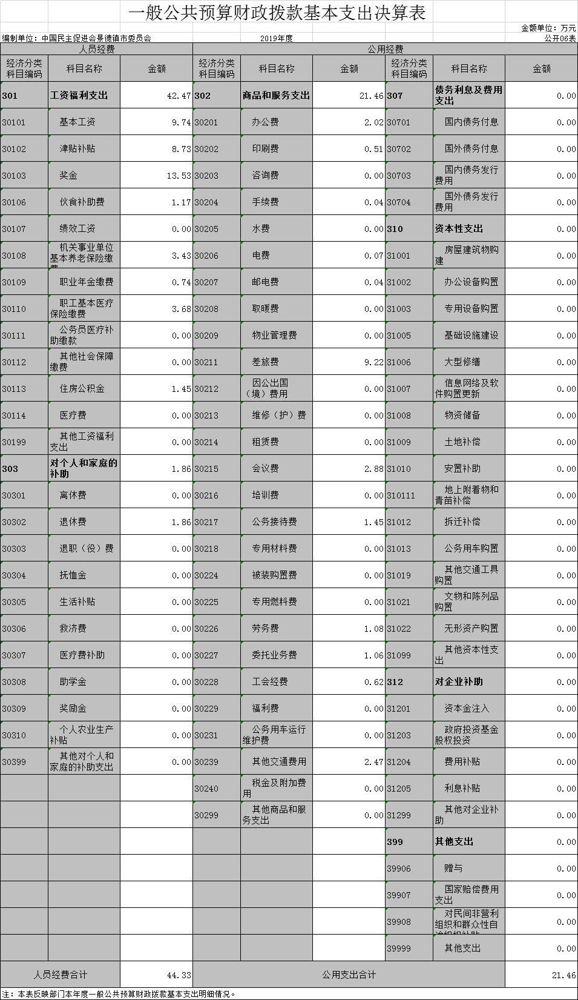 一般公共预算财政拨款基本支出决算表
金额单位：万元
编制单位：中国民主促进会景德镇市委员会 2019年度 公开06表
人员经费 公用经费
经济分类科目编码 科目名称 金额 经济分类科目编码 科目名称 金额 经济分类科目编码 科目名称 金额
301 工资福利支出 42.47 302 商品和服务支出 21.46 307 债务利息及费用支出 0.00
30101 基本工资 9.74 30201 办公费 2.02 30701 国内债务付息 0.00
30102 津贴补贴 8.73 30202 印刷费 0.51 30702 国外债务付息 0.00
30103 奖金 13.53 30203 咨询费 0.00 30703 国内债务发行费用 0.00
30106 伙食补助费 1.17 30204 手续费 0.04 30704 国外债务发行费用 0.00
30107 绩效工资 0.00 30205 水费 0.00 310 资本性支出 0.00
30108 机关事业单位基本养老保险缴费 3.43 30206 电费 0.07 31001 房屋建筑物购建 0.00
30109 职业年金缴费 0.74 30207 邮电费 0.04 31002 办公设备购置 0.00
30110 职工基本医疗保险缴费 3.68 30208 取暖费 0.00 31003 专用设备购置 0.00
30111 公务员医疗补助缴款 0.00 30209 物业管理费 0.00 31005 基础设施建设 0.00
30112 其他社会保障缴费 0.00 30211 差旅费 9.22 31006 大型修缮 0.00
30113 住房公积金 1.45 30212 因公出国（境）费用 0.00 31007 信息网络及软件购置更新 0.00
30114 医疗费 0.00 30213 维修（护）费 0.00 31008 物资储备 0.00
30199 其他工资福利支出 0.00 30214 租赁费 0.00 31009 土地补偿 0.00
303 对个人和家庭的补助 1.86 30215 会议费 2.88 31010 安置补助 0.00
30301 离休费 0.00 30216 培训费 0.00 310111 地上附着物和青苗补偿 0.00
30302 退休费 1.86 30217 公务接待费 1.45 31012 拆迁补偿 0.00
30303 退职（役）费 0.00 30218 专用材料费 0.00 31013 公务用车购置 0.00
30304 抚恤金 0.00 30224 被装购置费 0.00 31019 其他交通工具购置 0.00
30305 生活补贴 0.00 30225 专用燃料费 0.00 31021 文物和陈列品购置 0.00
30306 救济费 0.00 30226 劳务费 1.08 31022 无形资产购置 0.00
30307 医疗费补助 0.00 30227 委托业务费 1.06 31099 其他资本性支出 0.00
30308 助学金 0.00 30228 工会经费 0.62 312 对企业补助 0.00
30309 奖励金 0.00 30229 福利费 0.00 31201 资本金注入 0.00
30310 个人农业生产补贴 0.00 30231 公务用车运行维护费 0.00 31203 政府投资基金股权投资 0.00
30399 其他对个人和家庭的补助支出 0.00 30239 其他交通费用 2.47 31204 费用补贴 0.00
30240 税金及附加费用 0.00 31205 利息补贴 0.00
30299 其他商品和服务支出 0.00 31299 其他对企业补助 0.00
399 其他支出 0.00
39906 赠与 0.00
39907 国家赔偿费用支出 0.00
39908 对民间非营利组织和群众性自治组织补贴 0.00
39999 其他支出 0.00
人员经费合计 44.33 公用支出合计 21.46
注：本表反映部门本年度一般公共预算财政拨款基本支出明细情况。